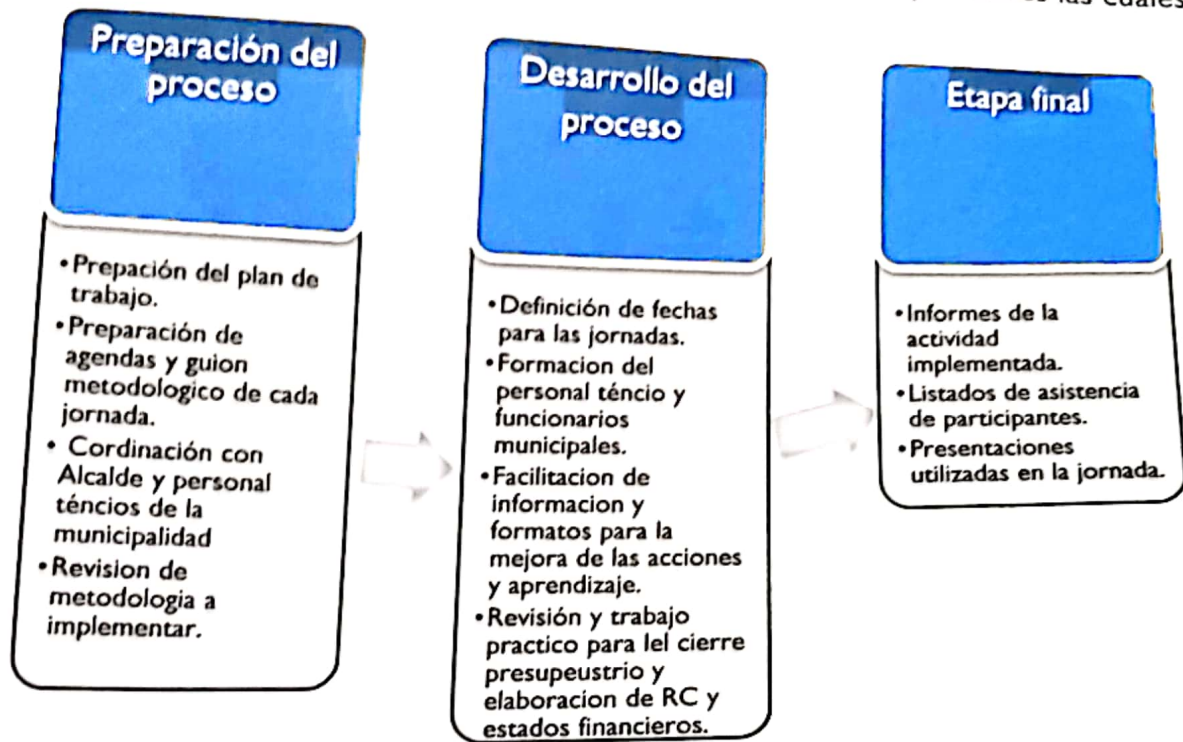 las cuales
Preparación del
proceso
•Prepación del plan de
trabajo.
•Preparación de
agendas y guion
metodologico de cada
jornada.
• Cordinación con
Alcalde y personal
téncios de la
municipalidad
•Revision de
metodologia a
implementar.
Desarrollo del
proceso
•Definición de fechas
para las jornadas.
•Formacion del
personal téncio y
funcionarios
municipales.
•Facilitacion de
informacion y
formatos para la
mejora de las acciones
y aprendizaje.
•Revisión y trabajo
practico para lel cierre
presupeustrio y
elaboracion de RC y
estados financieros.
Etapa final
•Informes de la
actividad
implementada.
•Listados de asistencia
de participantes.
•Presentaciones
utilizadas en la jornada.